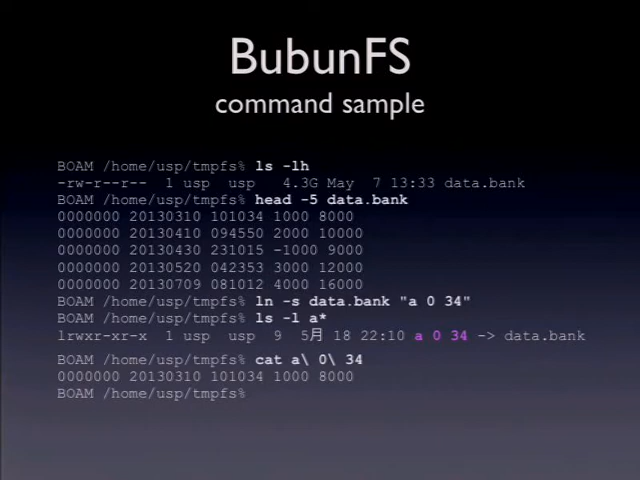 BubunFS
command sample
BOAM /home/usp/tmpfs% ls -lh
-rw-r--r-- 1 usp usp 4.3G May 7 13:33 data.bank
BOAM /home/usp/tmpfs% head -5 data.bank
0000000 20130310 101034 1000 8000
0000000 20130410 094550 2000 10000
0000000 20130430 231015 -1000 9000
0000000 20130520 042353 3000 12000
0000000 20130709 081012 4000 16000
BOAM /home/usp/tmpfs% ln -s data.bank "a 0 34"
BOAM /home/usp/tmpfs% ls -l a*
lrwxr-xr-x 1 usp usp 9 5月 18 22:10 a 0 34 -> data.bank
BOAM /home/usp/tmpfs% cat a\ 0\ 34
0000000 20130310 101034 1000 8000
BOAM /home/usp/tmpfs%